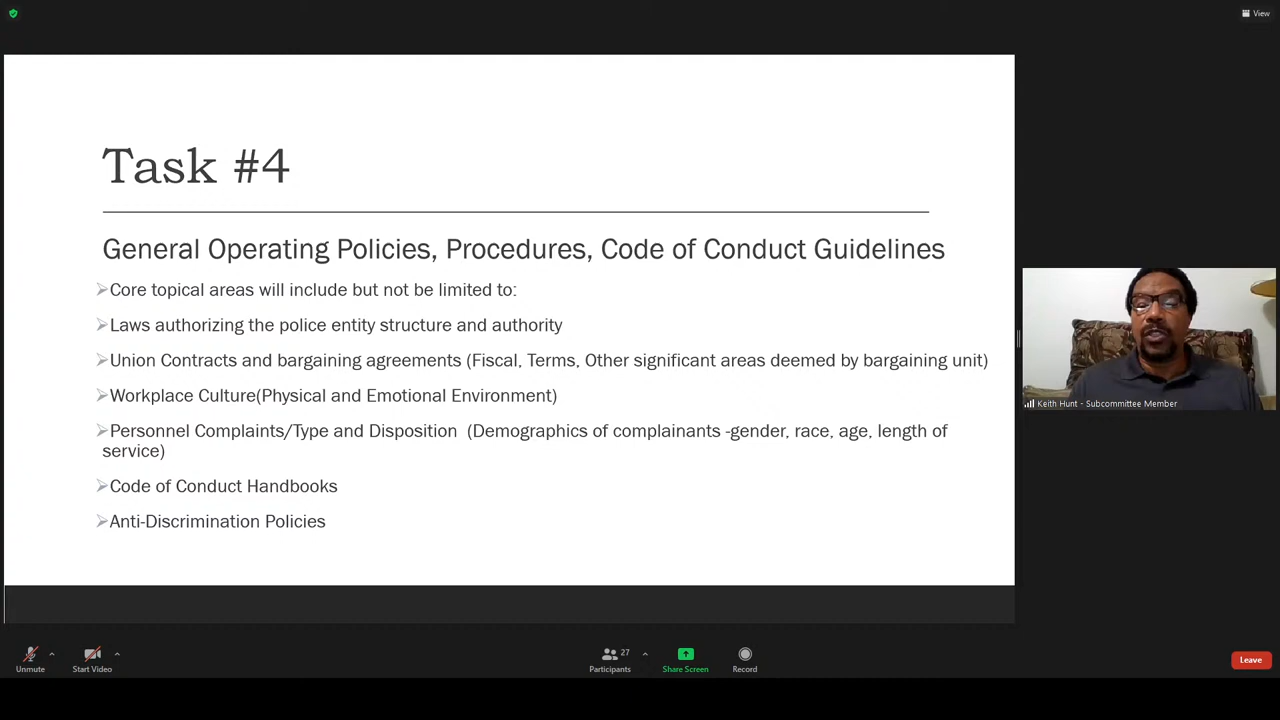 View
Task #4
General Operating Policies, Procedures, Code of Conduct Guidelines
Core topical areas will include but not be limited to:
Laws authorizing the police entity structure and authority
Union Contracts and bargaining agreements (Fiscal, Terms, Other significant areas deemed by bargaining unit)
Workplace Culture(Physical and Emotional Environment)
Personnel Complaints/Type and Disposition (Demographics of complainants -gender, race, age, length of
service)
Code of Conduct Handbooks
Anti-Discrimination Policies
Keith Hunt - Subcommittee Member
Unmute
Start Video
27
Participants
Share Screen
Record
Leave